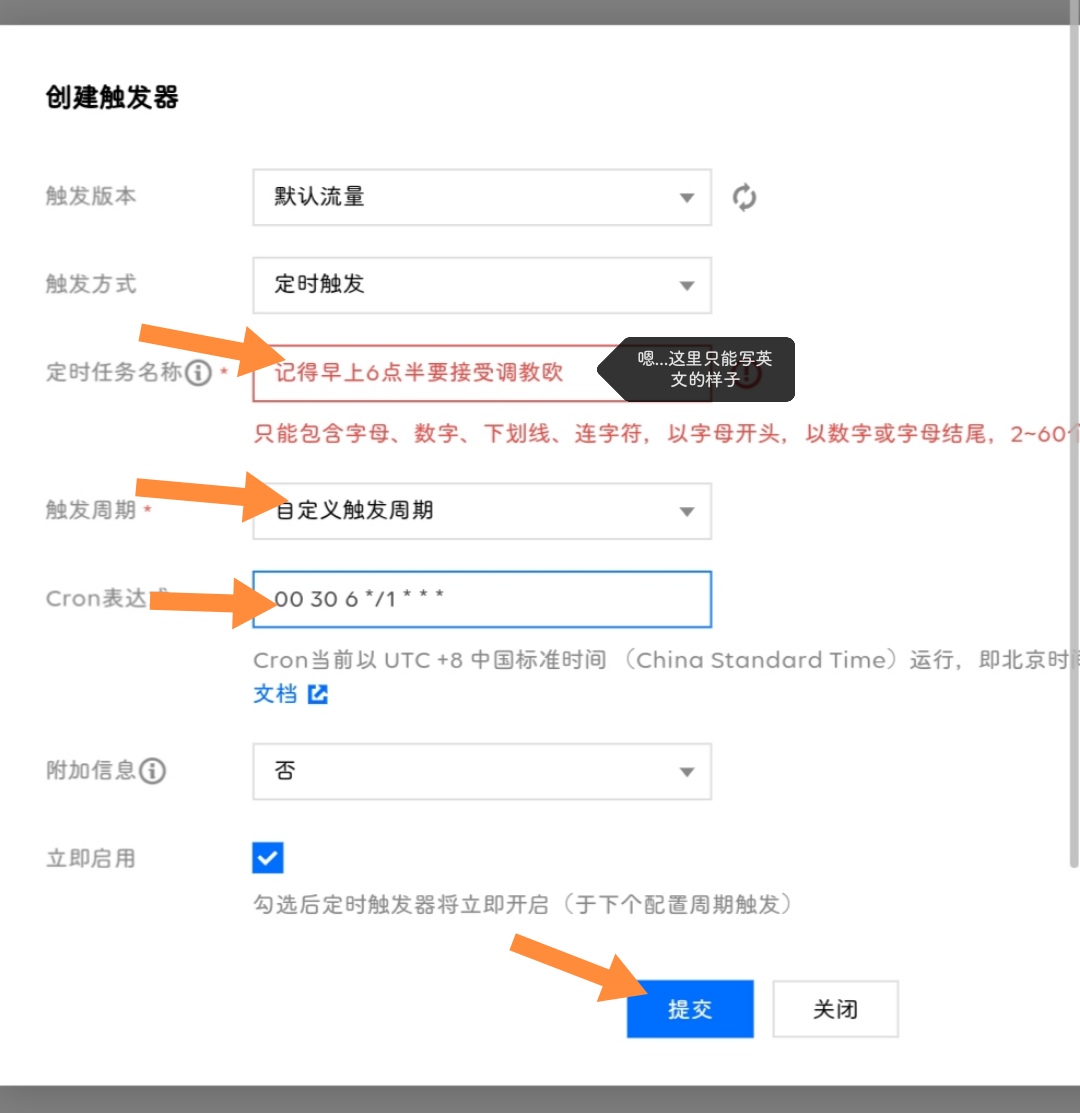 创建触发器
触发版本
默认流量
触发方式
定时触发
定时任务名称 *
记得早上6点半要接受调教欧
嗯...这里只能写英
文的样子
只能包含字母、数字、下划线、连字符，以字母开头，以数字或字母结尾，2~60
触发周期 *
自定义触发周期
Cron表达
00 30 6 */1 * * *
Cron当前以 UTC +8 中国标准时间 （China Standard Time）运行，即北京时
文档
附加信息
否
立即启用
勾选后定时触发器将立即开启（于下个配置周期触发）
提交
关闭